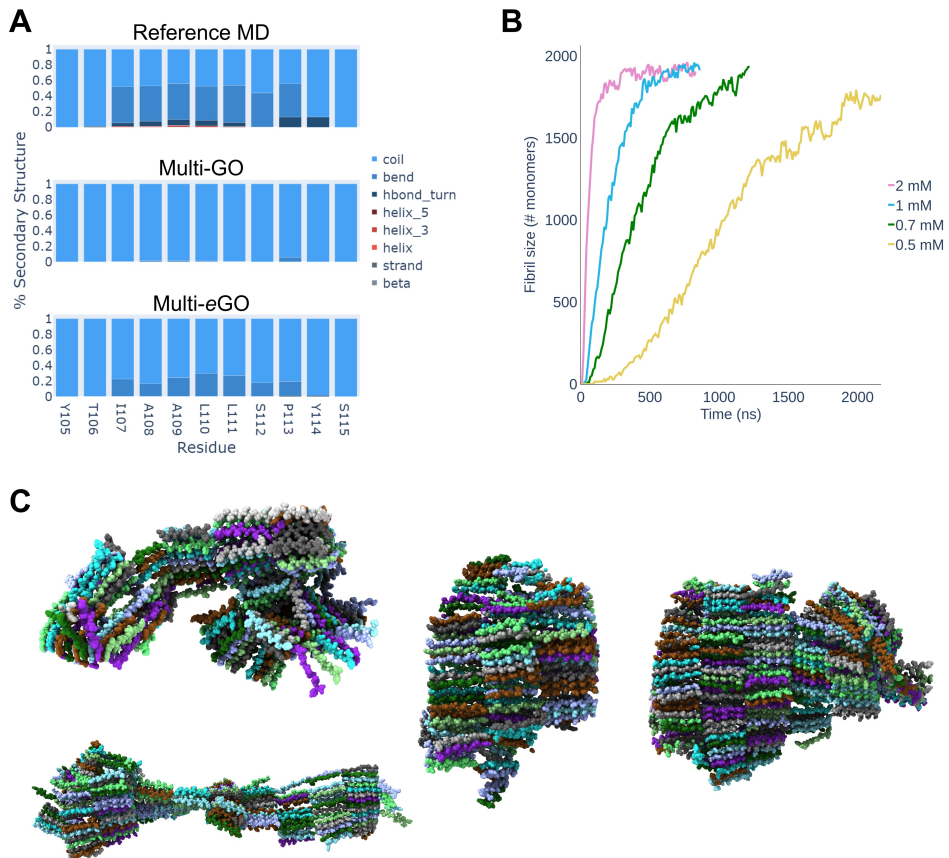 A
Reference MD
1
0.8
0.6
0.4
0.2
0
Multi-GO
1
0.8
0.6
0.4
0.2
0
Multi-eGO
1
0.8
0.6
0.4
0.2
0
% Secondary Structure
Y105
T106
I107
A108
A109
L110
L111
S112
P113
Y114
S115
Residue
coil
bend
hbond_turn
helix_5
helix_3
helix
strand
beta
B
2000
1500
1000
500
0
Fibril size (# monomers)
0 500 1000 1500 2000
Time (ns)
2 mM
1 mM
0.7 mM
0.5 mM
C